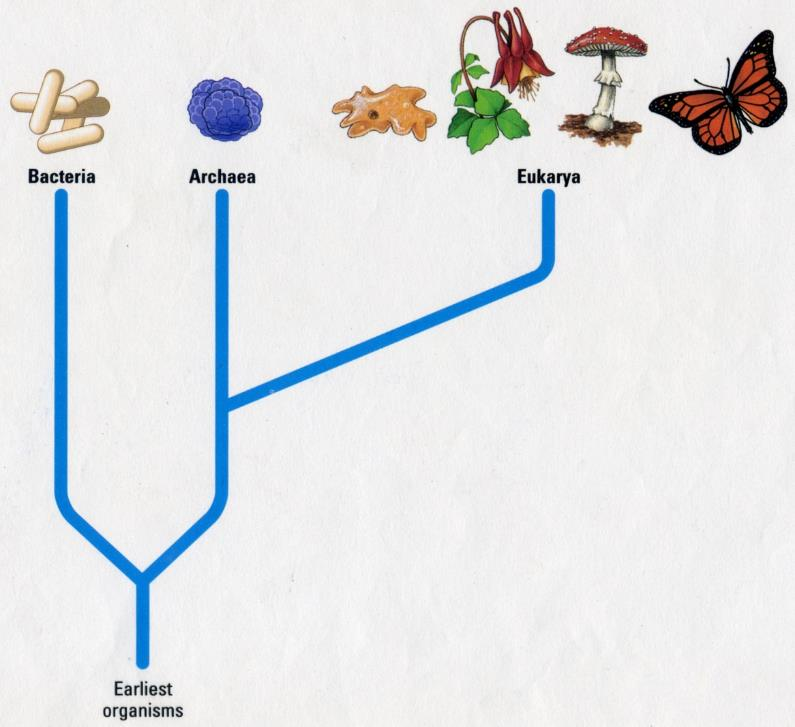 Bacteria
Archaea
Eukarya
Earliest
organisms